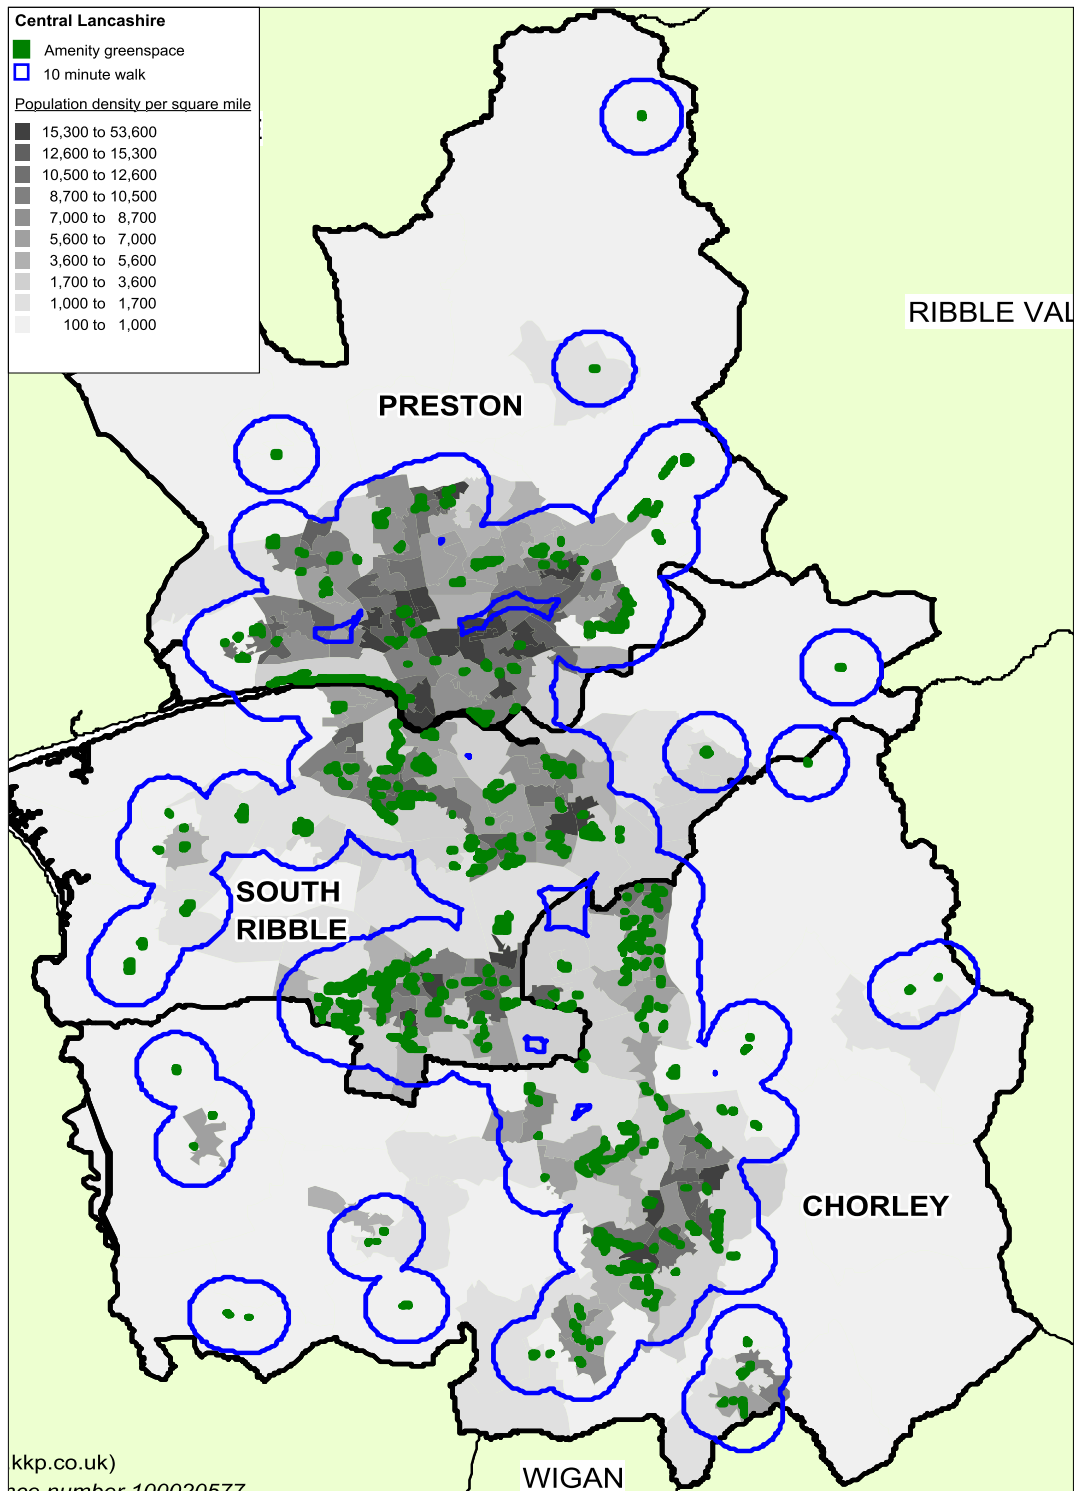 Central Lancashire
Amenity greenspace
10 minute walk
Population density per square mile
15,300 to 53,600
12,600 to 15,300
10,500 to 12,600
8,700 to 10,500
7,000 to 8,700
5,600 to 7,000
3,600 to 5,600
1,700 to 3,600
1,000 to 1,700
100 to 1,000
RIBBLE VAL
PRESTON
SOUTH
RIBBLE
CHORLEY
kkp.co.uk)
number 100020577
WIGAN